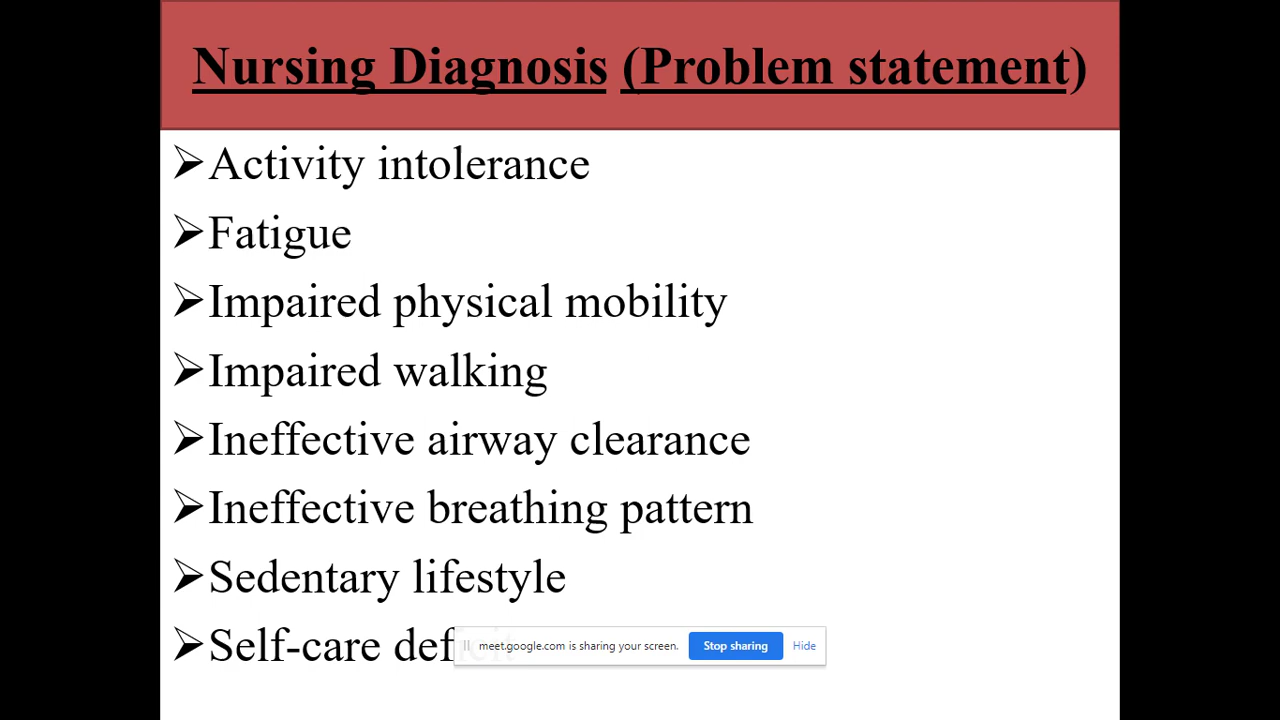 Nursing Diagnosis (Problem statement)
➢Activity intolerance
➢Fatigue
➢Impaired physical mobility
➢Impaired walking
➢Ineffective airway clearance
➢Ineffective breathing pattern
➢Sedentary lifestyle
➢Self-care deficit
meet.google.com is sharing your screen. Stop sharing Hide